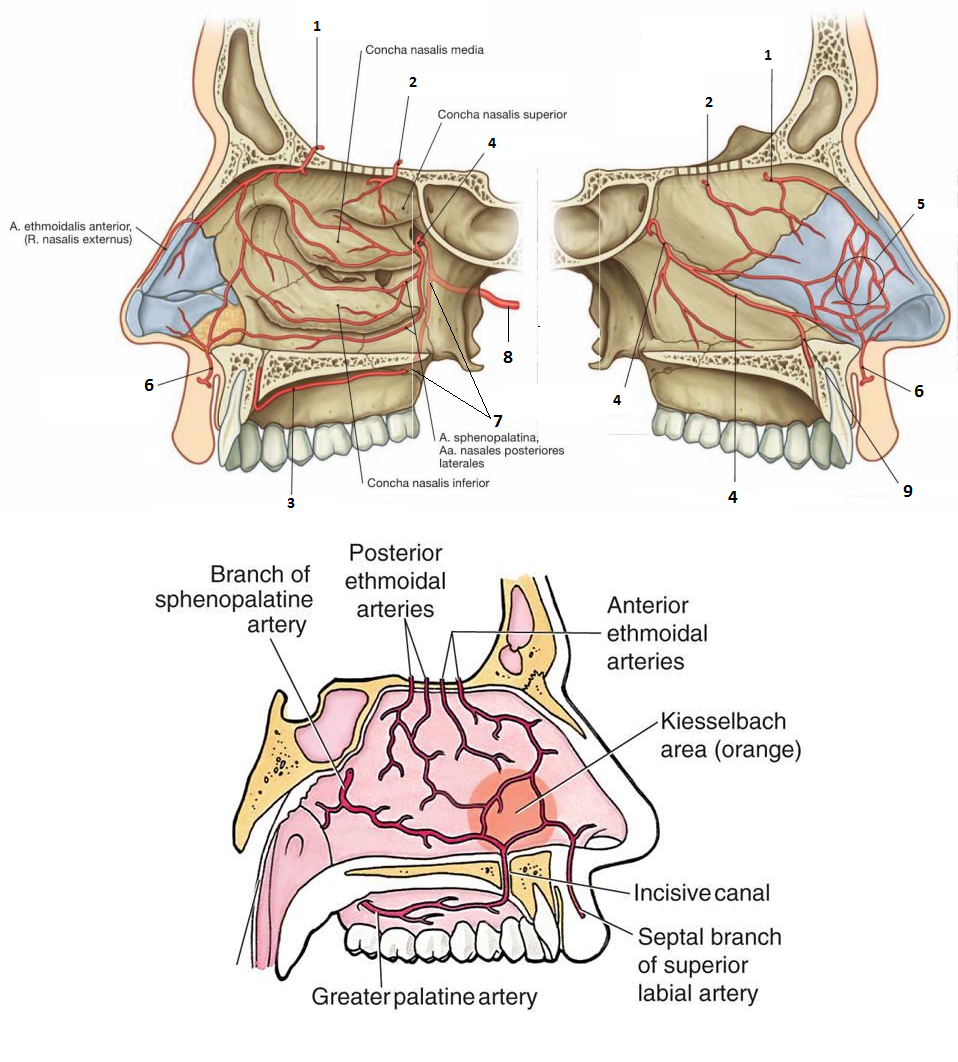 1
Concha nasalis media
2
Concha nasalis superior
4
A. ethmoidalis anterior,
(R. nasalis externus)
8
6
7
A. sphenopalatina,
Aa. nasales posteriores
laterales
Concha nasalis inferior
3
1
2
5
4
6
4
9
Posterior
ethmoidal
arteries
Branch of
sphenopalatine
artery
Anterior
ethmoidal
arteries
Kiesselbach
area (orange)
Incisive canal
Septal branch
of superior
labial artery
Greater palatine artery